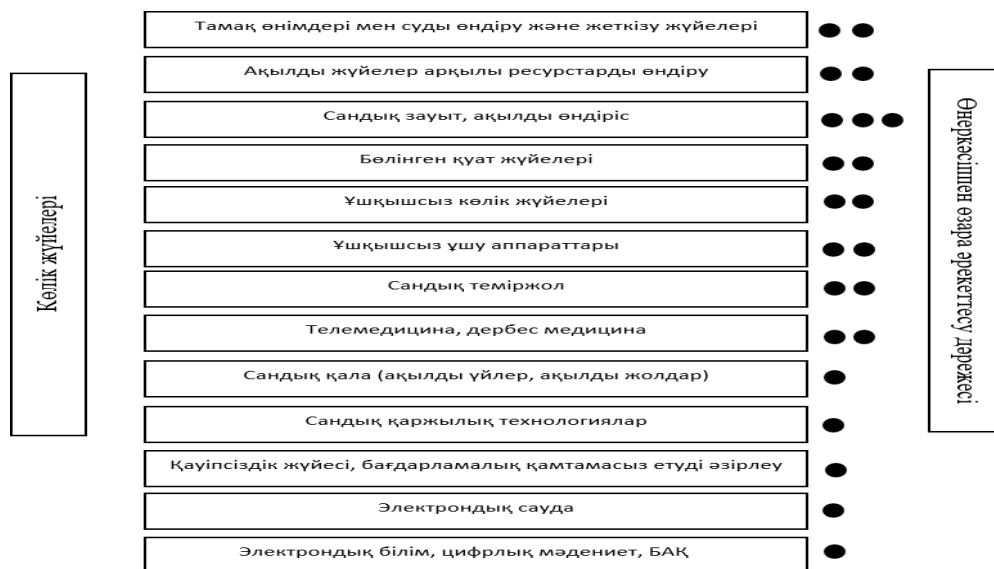 Көлік жүйелері
Тамақ өнімдері мен суды өндіру және жеткізу жүйелері
Ақылды жүйелер арқылы ресурстарды өндіру
Сандық зауыт, ақылды өндіріс
Бөлінген қуат жүйелері
Ұшқышсыз көлік жүйелері
Ұшқышсыз ұшу аппараттары
Сандық теміржол
Телемедицина, дербес медицина
Сандық қала (ақылды үйлер, ақылды жолдар)
Сандық қаржылық технологиялар
Қауіпсіздік жүйесі, бағдарламалық қамтамасыз етуді әзірлеу
Электрондық сауда
Электрондық білім, цифрлық мәдениет, БАҚ
Өнеркәсіппен өзара әрекеттесу дәрежесі